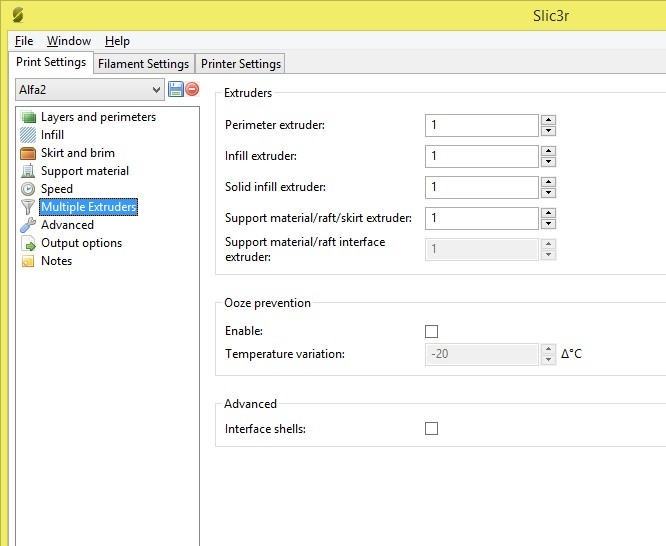 Slic3r
File Window Help
Print Settings Filament Settings Printer Settings
Alfa2
Layers and perimeters
Infill
Skirt and brim
Support material
Speed
Multiple Extruders
Advanced
Output options
Notes
Extruders
Perimeter extruder: 1
Infill extruder: 1
Solid infill extruder: 1
Support material/raft/skirt extruder: 1
Support material/raft interface
extruder: 1
Ooze prevention
Enable:
Temperature variation: -20 Δ°C
Advanced
Interface shells: